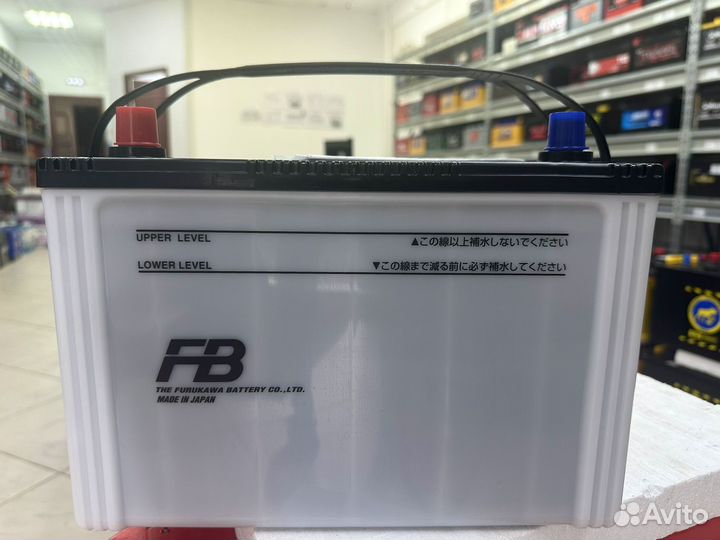 UPPER LEVEL ▲この線以上補水しないでください
LOWER LEVEL ▼この線まで減る前に必ず補水してください
FB
THE FURUKAWA BATTERY CO.,LTD.
MADE IN JAPAN
Avito